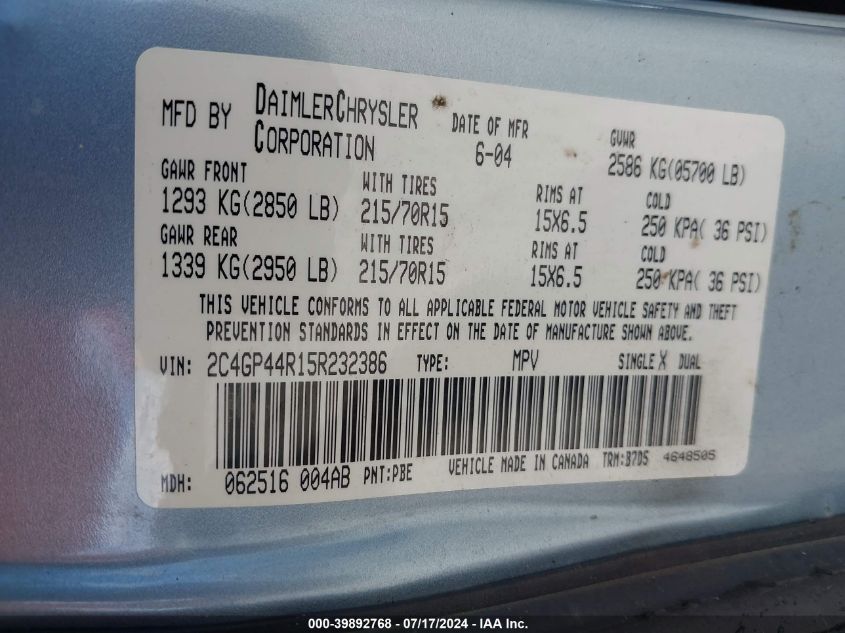 MFD BY DAIMLERCHRYSLER CORPORATION DATE OF MFR 6-04 GVWR 2586 KG(05700 LB)
GAWR FRONT WITH TIRES RIMS AT COLD
1293 KG(2850 LB) 215/70R15 15X6.5 250 KPA( 36 PSI)
GAWR REAR WITH TIRES RIMS AT COLD
1339 KG(2950 LB) 215/70R15 15X6.5 250 KPA( 36 PSI)
THIS VEHICLE CONFORMS TO ALL APPLICABLE FEDERAL MOTOR VEHICLE SAFETY AND THEFT
PREVENTION STANDARDS IN EFFECT ON THE DATE OF MANUFACTURE SHOWN ABOVE.
VIN: 2C4GP44R15R232386 TYPE: MPV SINGLE X DUAL
MDH: 062516 004AB PNT:PBE VEHICLE MADE IN CANADA TRM:B7D5 4648505
000-39892768 - 07/17/2024 - IAA Inc.